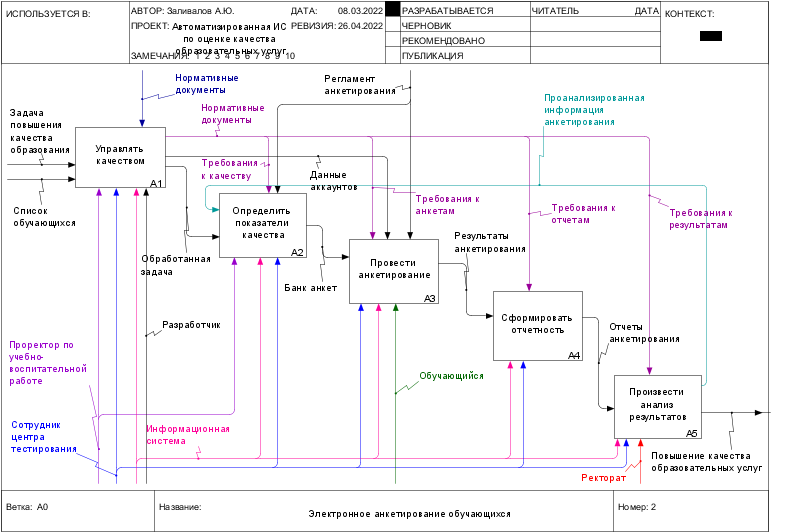 ИСПОЛЬЗУЕТСЯ В:
АВТОР: Заливалов А.Ю.
ДАТА: 08.03.2022
РАЗРАБАТЫВАЕТСЯ
ЧИТАТЕЛЬ
ДАТА
КОНТЕКСТ:
ПРОЕКТ: Автоматизированная ИС
по оценке качества
образовательных услуг
РЕВИЗИЯ: 26.04.2022
ЧЕРНОВИК
РЕКОМЕНДОВАНО
ЗАМЕЧАНИЯ: 1 2 3 4 5 6 7 8 9 10
ПУБЛИКАЦИЯ
Нормативные
документы
Регламент
анкетирования
Проанализированная
информация
анкетирования
Нормативные
документы
Задача
повышения
качества
образования
Управлять
качеством
A1
Требования
к качеству
Данные
аккаунтов
Список
обучающихся
Определить
показатели
качества
A2
Требования к
анкетам
Требования к
отчетам
Требования к
результатам
Обработанная
задача
Результаты
анкетирования
Провести
анкетирование
A3
Банк анкет
Сформировать
отчетность
A4
Разработчик
Отчеты
анкетирования
Проректор по
учебно-
воспитательной
работе
Обучающийся
Произвести
анализ
результатов
A5
Сотрудник
центра
тестирования
Информационная
система
Повышение качества
образовательных услуг
Ректорат
Ветка: A0
Название:
Электронное анкетирование обучающихся
Номер: 2